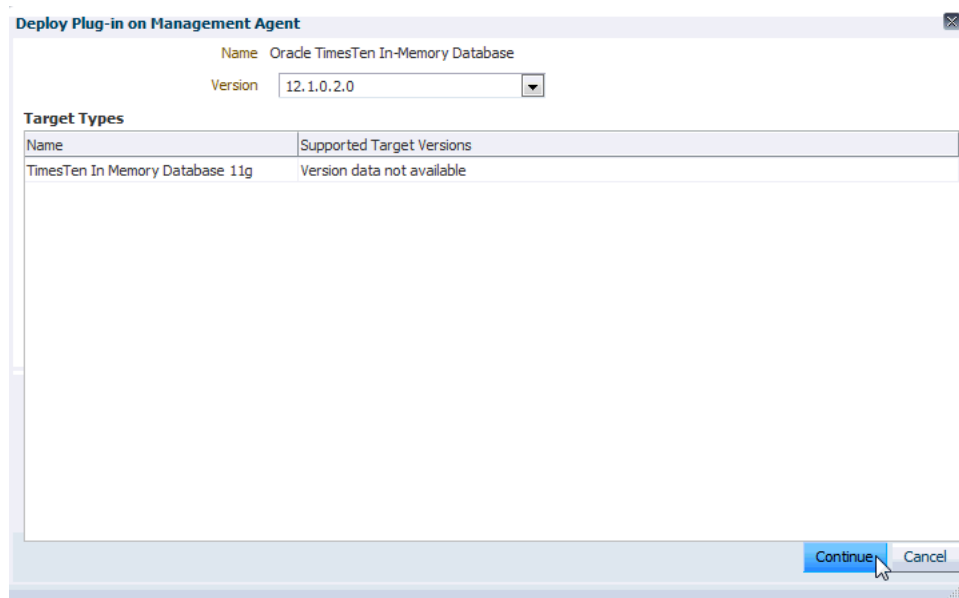 Deploy Plug-in on Management Agent
Name Oracle TimesTen In-Memory Database
Version 12.1.0.2.0
Target Types
Name Supported Target Versions
TimesTen In Memory Database 11g Version data not available
Continue Cancel